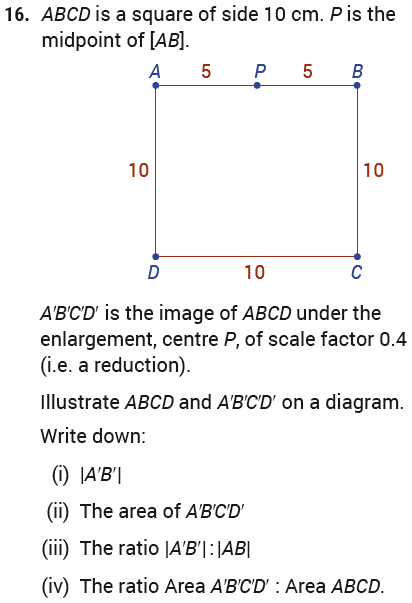 16. ABCD is a square of side 10 cm. P is the
midpoint of [AB].
A 5 P 5 B
10 10
D 10 C
A′B′C′D′ is the image of ABCD under the
enlargement, centre P, of scale factor 0.4
(i.e. a reduction).
Illustrate ABCD and A′B′C′D′ on a diagram.
Write down:
(i) |A′B′|
(ii) The area of A′B′C′D′
(iii) The ratio |A′B′| : |AB|
(iv) The ratio Area A′B′C′D′ : Area ABCD.